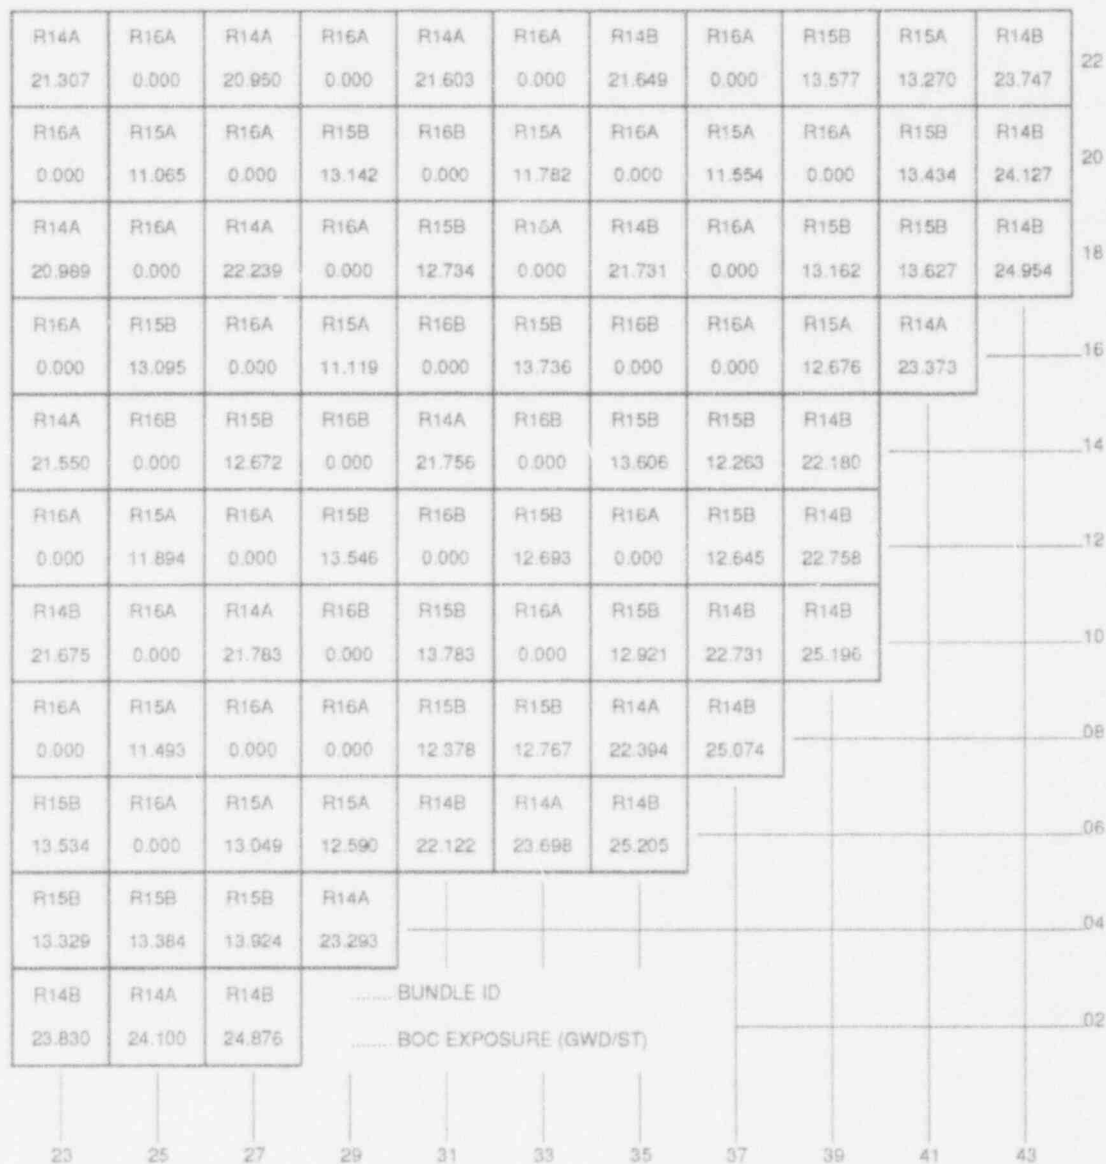 R14A R16A R14A R16A R14A R16A R14B R16A R15B R15A R14B
21.307 0.000 20.950 0.000 21.603 0.000 21.649 0.000 13.577 13.270 23.747
22
R16A R15A R16A R15B R16B R15A R16A R15A R16A R15B R14B
0.000 11.065 0.000 13.142 0.000 11.782 0.000 11.554 0.000 13.434 24.127
20
R14A R16A R14A R16A R15B R16A R14B R16A R15B R15B R14B
20.989 0.000 22.239 0.000 12.734 0.000 21.731 0.000 13.162 13.627 24.954
18
R16A R15B R16A R15A R16B R15B R16B R16A R15A R14A
0.000 13.095 0.000 11.119 0.000 13.736 0.000 0.000 12.676 23.373
16
R14A R16B R15B R16B R14A R16B R15B R15B R14B
21.550 0.000 12.672 0.000 21.756 0.000 13.606 12.263 22.180
14
R16A R15A R16A R15B R16B R15B R16A R15B R14B
0.000 11.894 0.000 13.546 0.000 12.693 0.000 12.645 22.758
12
R14B R16A R14A R16B R15B R16A R15B R14B R14B
21.675 0.000 21.783 0.000 13.783 0.000 12.921 22.731 25.196
10
R16A R15A R16A R16A R15B R15B R14A R14B
0.000 11.493 0.000 0.000 12.378 12.767 22.394 25.074
08
R15B R16A R15A R15A R14B R14A R14B
13.534 0.000 13.049 12.590 22.122 23.698 25.205
06
R15B R15B R15B R14A
13.329 13.384 13.924 23.293
04
R14B R14A R14B ........ BUNDLE ID
23.830 24.100 24.876 ........ BOC EXPOSURE (GWD/ST)
02
23 25 27 29 31 33 35 37 39 41 43